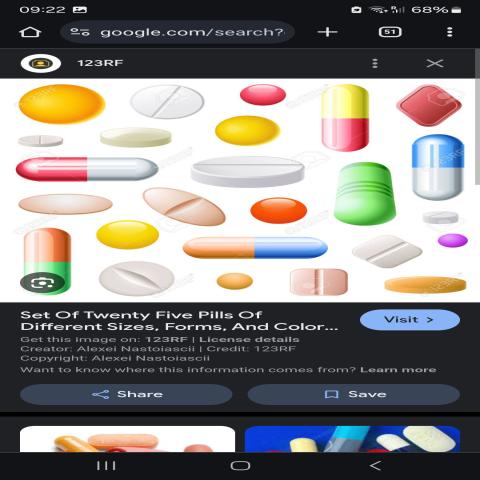 09:22
68%
google.com/search?
51
123RF
Set Of Twenty Five Pills Of
Different Sizes, Forms, And Color...
Visit >
Get this image on: 123RF | License details
Creator: Alexei Nastoiascii | Credit: 123RF
Copyright: Alexei Nastoiascii
Want to know where this information comes from? Learn more
Share
Save